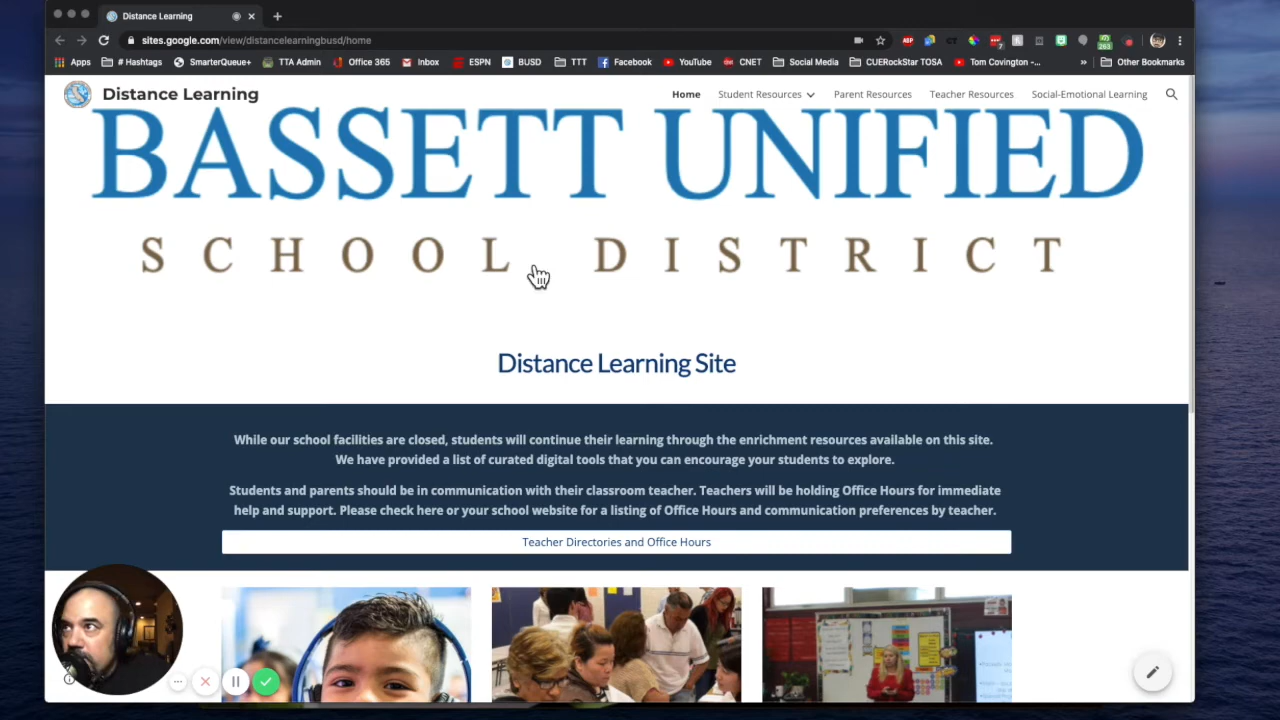 Distance Learning
sites.google.com/view/distancelearningbusd/home
ABP
7
263
Apps
# Hashtags
SmarterQueue+
TTA Admin
Office 365
Inbox
ESPN
BUSD
TTT
Facebook
YouTube
CNET
Social Media
CUERockStar TOSA
Tom Covington -...
»
Other Bookmarks
Distance Learning
Home
Student Resources
Parent Resources
Teacher Resources
Social-Emotional Learning
BASSETT UNIFIED
SCHOOL DISTRICT
Distance Learning Site
While our school facilities are closed, students will continue their learning through the enrichment resources available on this site.
We have provided a list of curated digital tools that you can encourage your students to explore.
Students and parents should be in communication with their classroom teacher. Teachers will be holding Office Hours for immediate
help and support. Please check here or your school website for a listing of Office Hours and communication preferences by teacher.
Teacher Directories and Office Hours